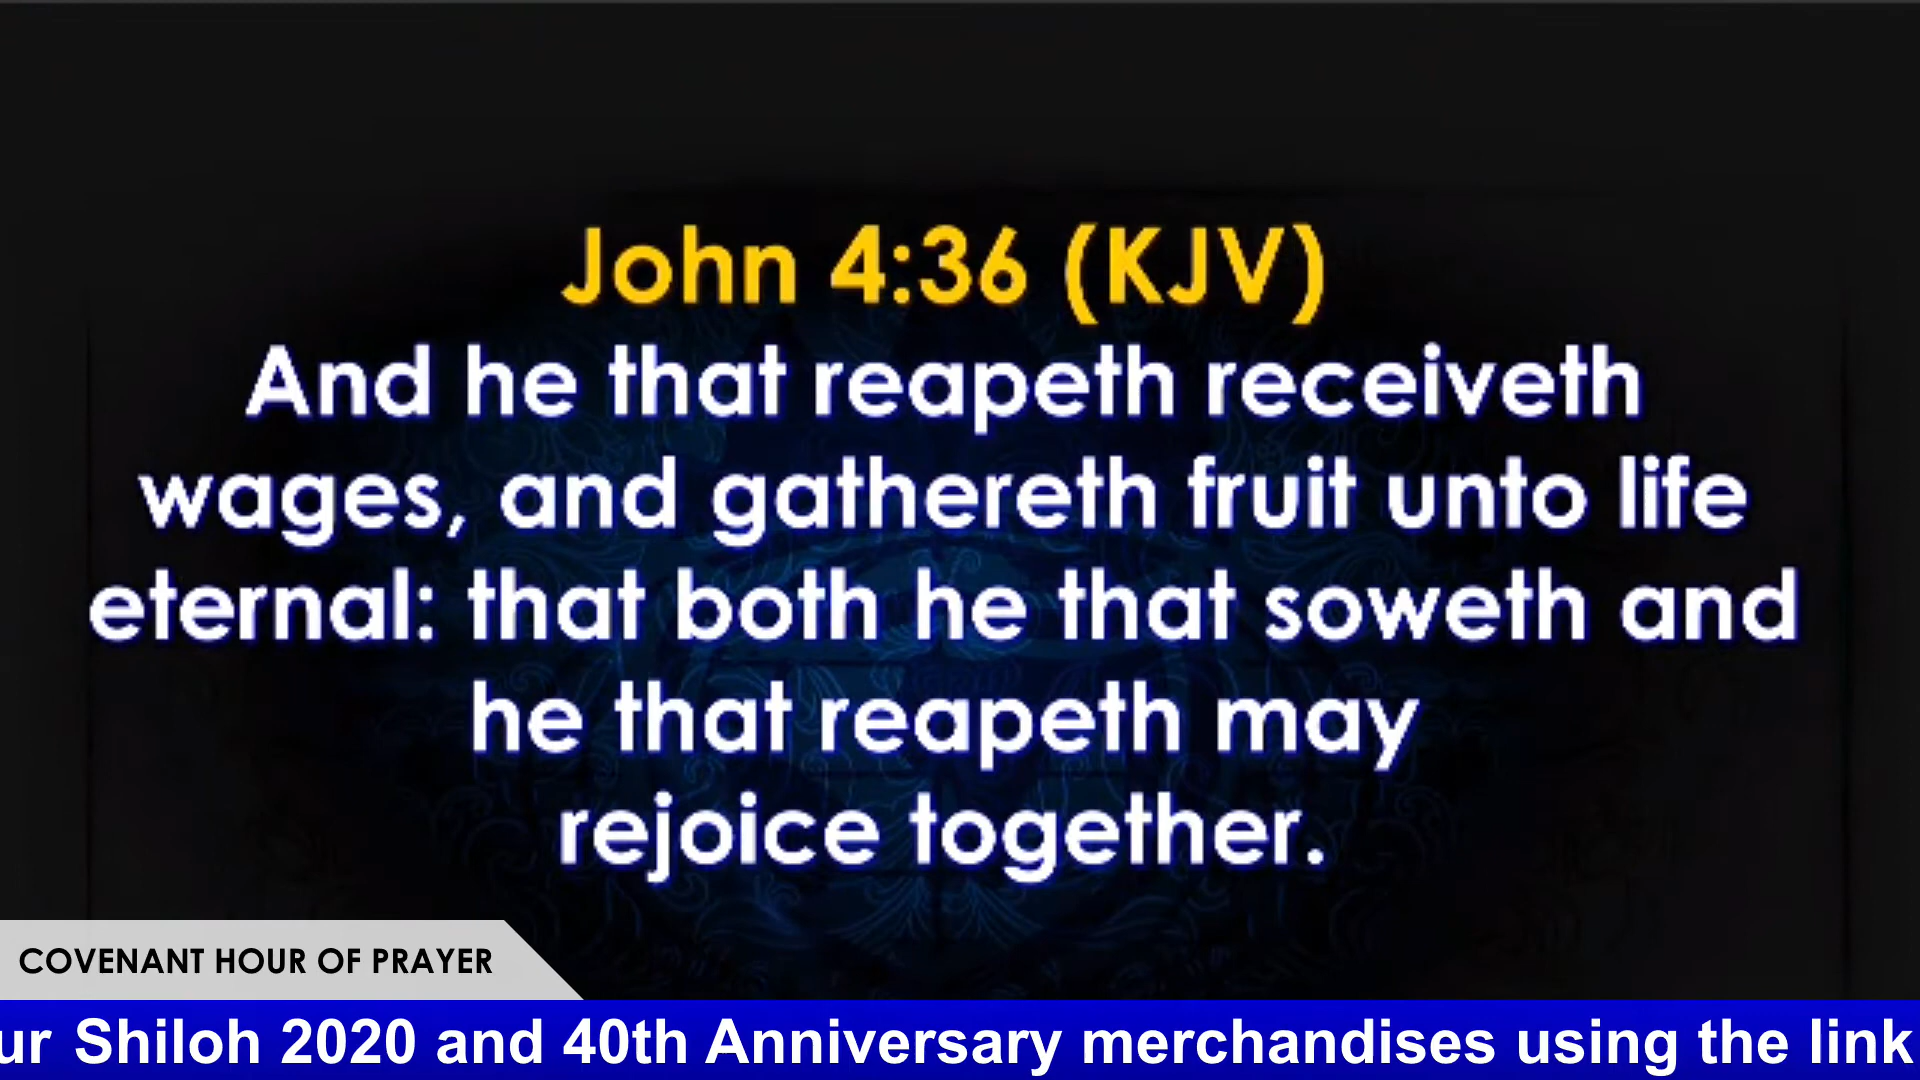 John 4:36 (KJV)
And he that reapeth receiveth
wages, and gathereth fruit unto life
eternal: that both he that soweth and
he that reapeth may
rejoice together.
COVENANT HOUR OF PRAYER
ur Shiloh 2020 and 40th Anniversary merchandises using the link